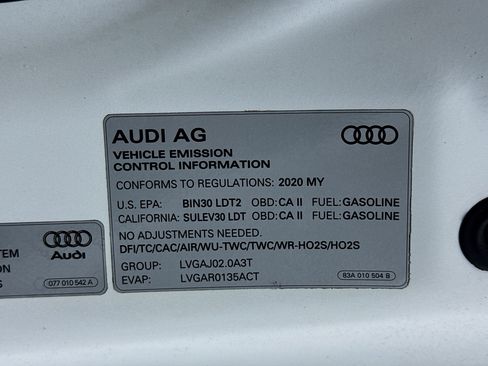 AUDI AG
VEHICLE EMISSION
CONTROL INFORMATION
CONFORMS TO REGULATIONS: 2020 MY
U.S. EPA: BIN30 LDT2 OBD: CA II FUEL: GASOLINE
CALIFORNIA: SULEV30 LDT OBD: CA II FUEL: GASOLINE
NO ADJUSTMENTS NEEDED.
DFI/TC/CAC/AIR/WU-TWC/TWC/WR-HO2S/HO2S
GROUP: LVGAJ02.0A3T
EVAP: LVGAR0135ACT
83A 010 504 B
STEM
ON
S
Audi
077 010 542 A